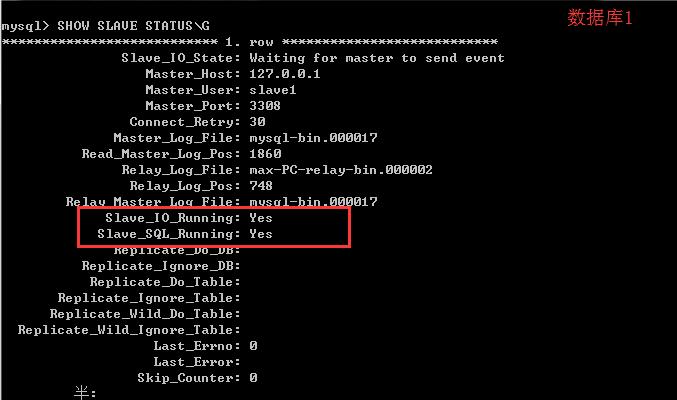 数据库1
mysql> SHOW SLAVE STATUS\G
*************************** 1. row ***************************
Slave_IO_State: Waiting for master to send event
Master_Host: 127.0.0.1
Master_User: slave1
Master_Port: 3308
Connect_Retry: 30
Master_Log_File: mysql-bin.000017
Read_Master_Log_Pos: 1860
Relay_Log_File: max-PC-relay-bin.000002
Relay_Log_Pos: 748
Relay_Master_Log_File: mysql-bin.000017
Slave_IO_Running: Yes
Slave_SQL_Running: Yes
Replicate_Do_DB:
Replicate_Ignore_DB:
Replicate_Do_Table:
Replicate_Ignore_Table:
Replicate_Wild_Do_Table:
Replicate_Wild_Ignore_Table:
Last_Errno: 0
Last_Error:
Skip_Counter: 0
半: